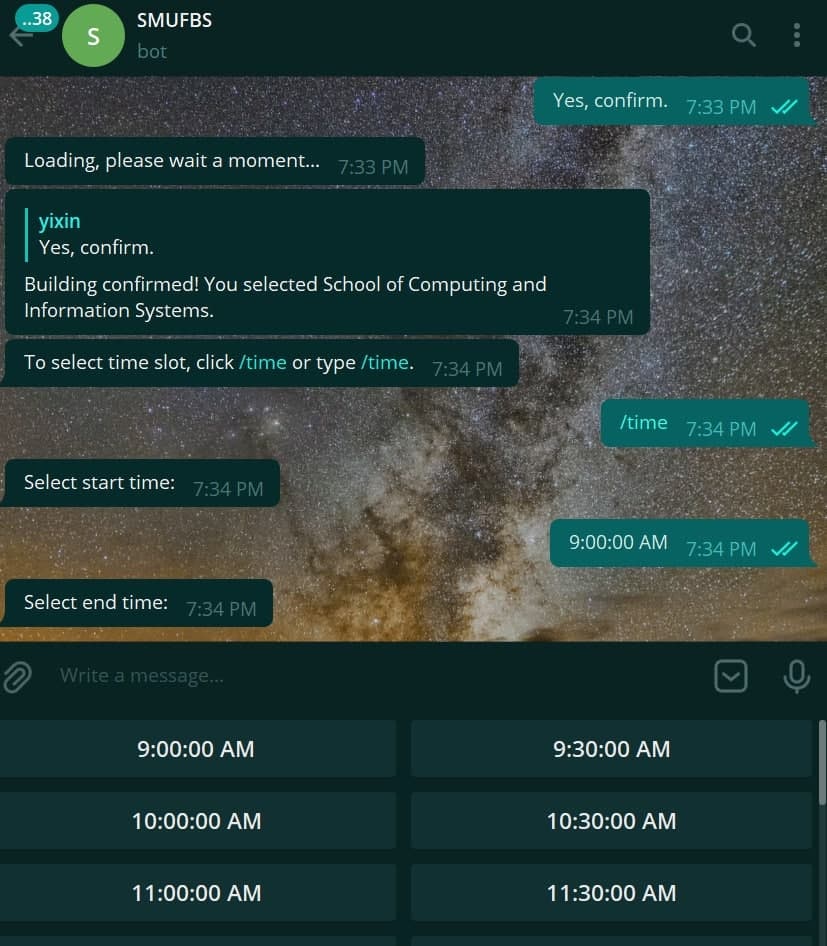 ..38
S
SMUFBS
bot
Yes, confirm. 7:33 PM
Loading, please wait a moment... 7:33 PM
yixin
Yes, confirm.
Building confirmed! You selected School of Computing and
Information Systems. 7:34 PM
To select time slot, click /time or type /time. 7:34 PM
/time 7:34 PM
Select start time: 7:34 PM
9:00:00 AM 7:34 PM
Select end time: 7:34 PM
Write a message...
9:00:00 AM 9:30:00 AM
10:00:00 AM 10:30:00 AM
11:00:00 AM 11:30:00 AM